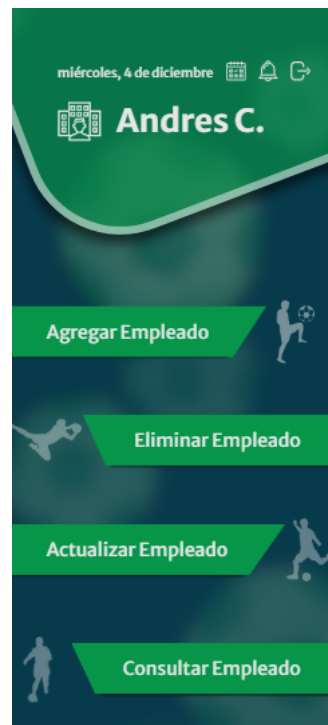 miércoles, 4 de diciembre
Andres C.
Agregar Empleado
Eliminar Empleado
Actualizar Empleado
Consultar Empleado